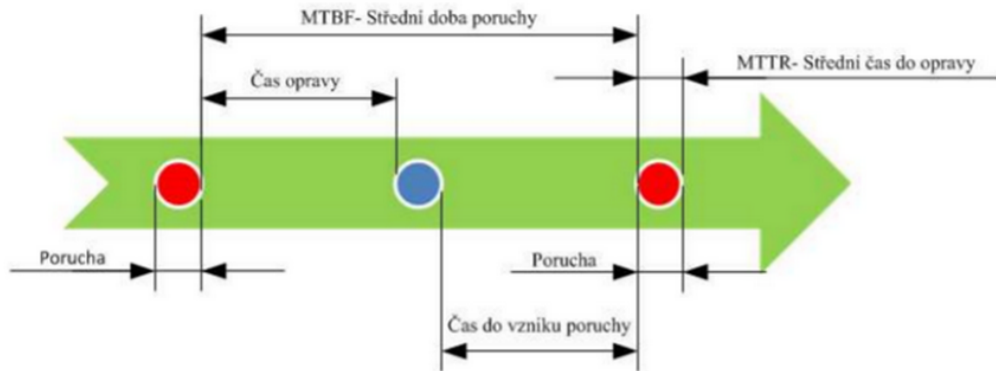 MTBF- Střední doba poruchy
MTTR- Střední čas do opravy
Čas opravy
Porucha
Porucha
Čas do vzniku poruchy